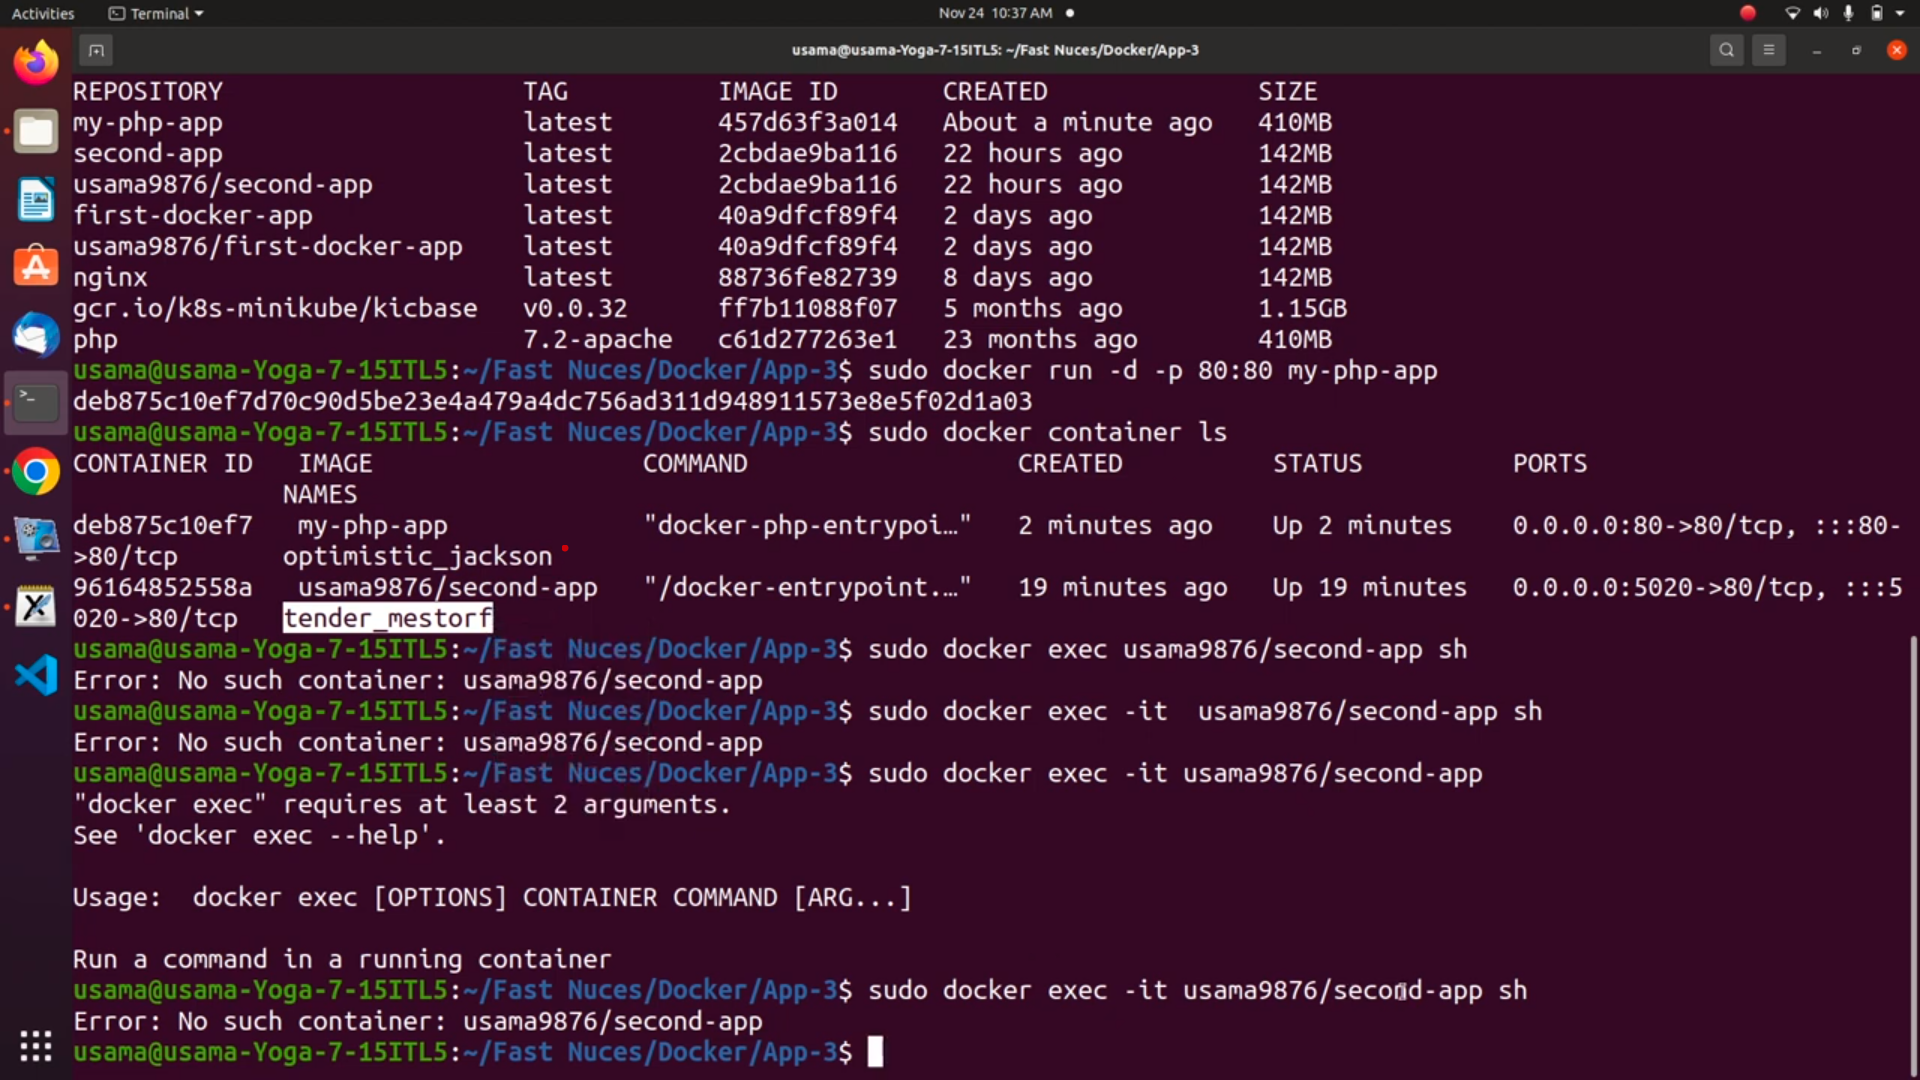 Activities Terminal Nov 24 10:37 AM
usama@usama-Yoga-7-15ITL5: ~/Fast Nuces/Docker/App-3
REPOSITORY TAG IMAGE ID CREATED SIZE
my-php-app latest 457d63f3a014 About a minute ago 410MB
second-app latest 2cbdae9ba116 22 hours ago 142MB
usama9876/second-app latest 2cbdae9ba116 22 hours ago 142MB
first-docker-app latest 40a9dfcf89f4 2 days ago 142MB
usama9876/first-docker-app latest 40a9dfcf89f4 2 days ago 142MB
nginx latest 88736fe82739 8 days ago 142MB
gcr.io/k8s-minikube/kicbase v0.0.32 ff7b11088f07 5 months ago 1.15GB
php 7.2-apache c61d277263e1 23 months ago 410MB
usama@usama-Yoga-7-15ITL5:~/Fast Nuces/Docker/App-3$ sudo docker run -d -p 80:80 my-php-app
deb875c10ef7d70c90d5be23e4a479a4dc756ad311d948911573e8e5f02d1a03
usama@usama-Yoga-7-15ITL5:~/Fast Nuces/Docker/App-3$ sudo docker container ls
CONTAINER ID IMAGE COMMAND CREATED STATUS PORTS
NAMES
deb875c10ef7 my-php-app "docker-php-entrypoi…" 2 minutes ago Up 2 minutes 0.0.0.0:80->80/tcp, :::80-
>80/tcp optimistic_jackson
96164852558a usama9876/second-app "/docker-entrypoint.…" 19 minutes ago Up 19 minutes 0.0.0.0:5020->80/tcp, :::5
020->80/tcp tender_mestorf
usama@usama-Yoga-7-15ITL5:~/Fast Nuces/Docker/App-3$ sudo docker exec usama9876/second-app sh
Error: No such container: usama9876/second-app
usama@usama-Yoga-7-15ITL5:~/Fast Nuces/Docker/App-3$ sudo docker exec -it  usama9876/second-app sh
Error: No such container: usama9876/second-app
usama@usama-Yoga-7-15ITL5:~/Fast Nuces/Docker/App-3$ sudo docker exec -it usama9876/second-app
"docker exec" requires at least 2 arguments.
See 'docker exec --help'.
Usage:  docker exec [OPTIONS] CONTAINER COMMAND [ARG...]
Run a command in a running container
usama@usama-Yoga-7-15ITL5:~/Fast Nuces/Docker/App-3$ sudo docker exec -it usama9876/second-app sh
Error: No such container: usama9876/second-app
usama@usama-Yoga-7-15ITL5:~/Fast Nuces/Docker/App-3$